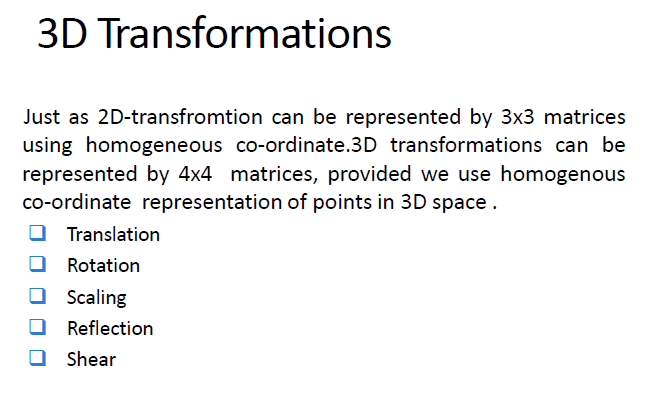 3D Transformations
Just as 2D-transfromtion can be represented by 3x3 matrices
using homogeneous co-ordinate.3D transformations can be
represented by 4x4 matrices, provided we use homogenous
co-ordinate representation of points in 3D space .
❑ Translation
❑ Rotation
❑ Scaling
❑ Reflection
❑ Shear